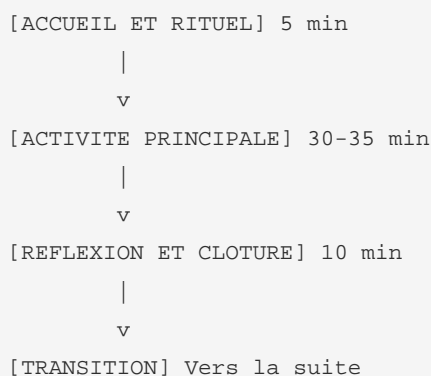 [ACCUEIL ET RITUEL] 5 min
|
v
[ACTIVITE PRINCIPALE] 30-35 min
|
v
[REFLEXION ET CLOTURE] 10 min
|
v
[TRANSITION] Vers la suite